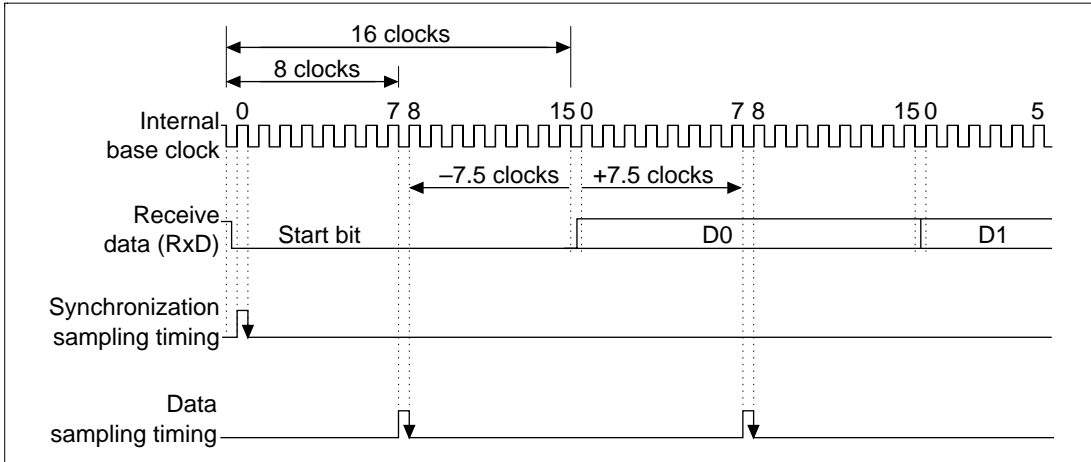 16 clocks
8 clocks
0 7 8 15 0 7 8 15 0 5
Internal
base clock
–7.5 clocks +7.5 clocks
Receive
data (RxD)
Start bit D0 D1
Synchronization
sampling timing
Data
sampling timing